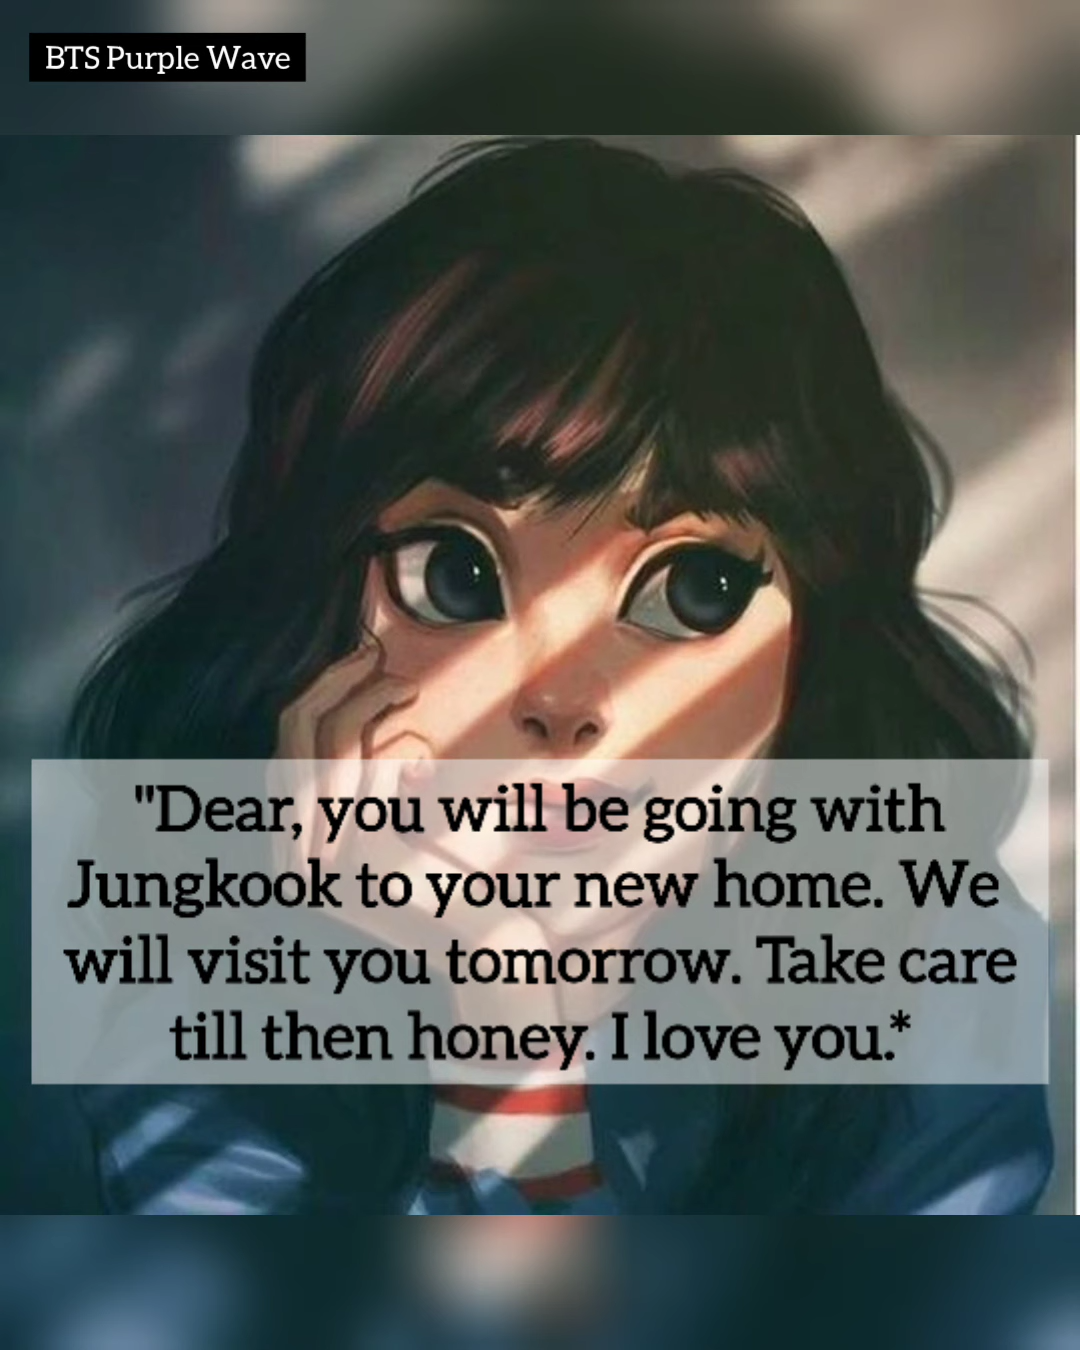 BTS Purple Wave
"Dear, you will be going with
Jungkook to your new home. We
will visit you tomorrow. Take care
till then honey. I love you.*